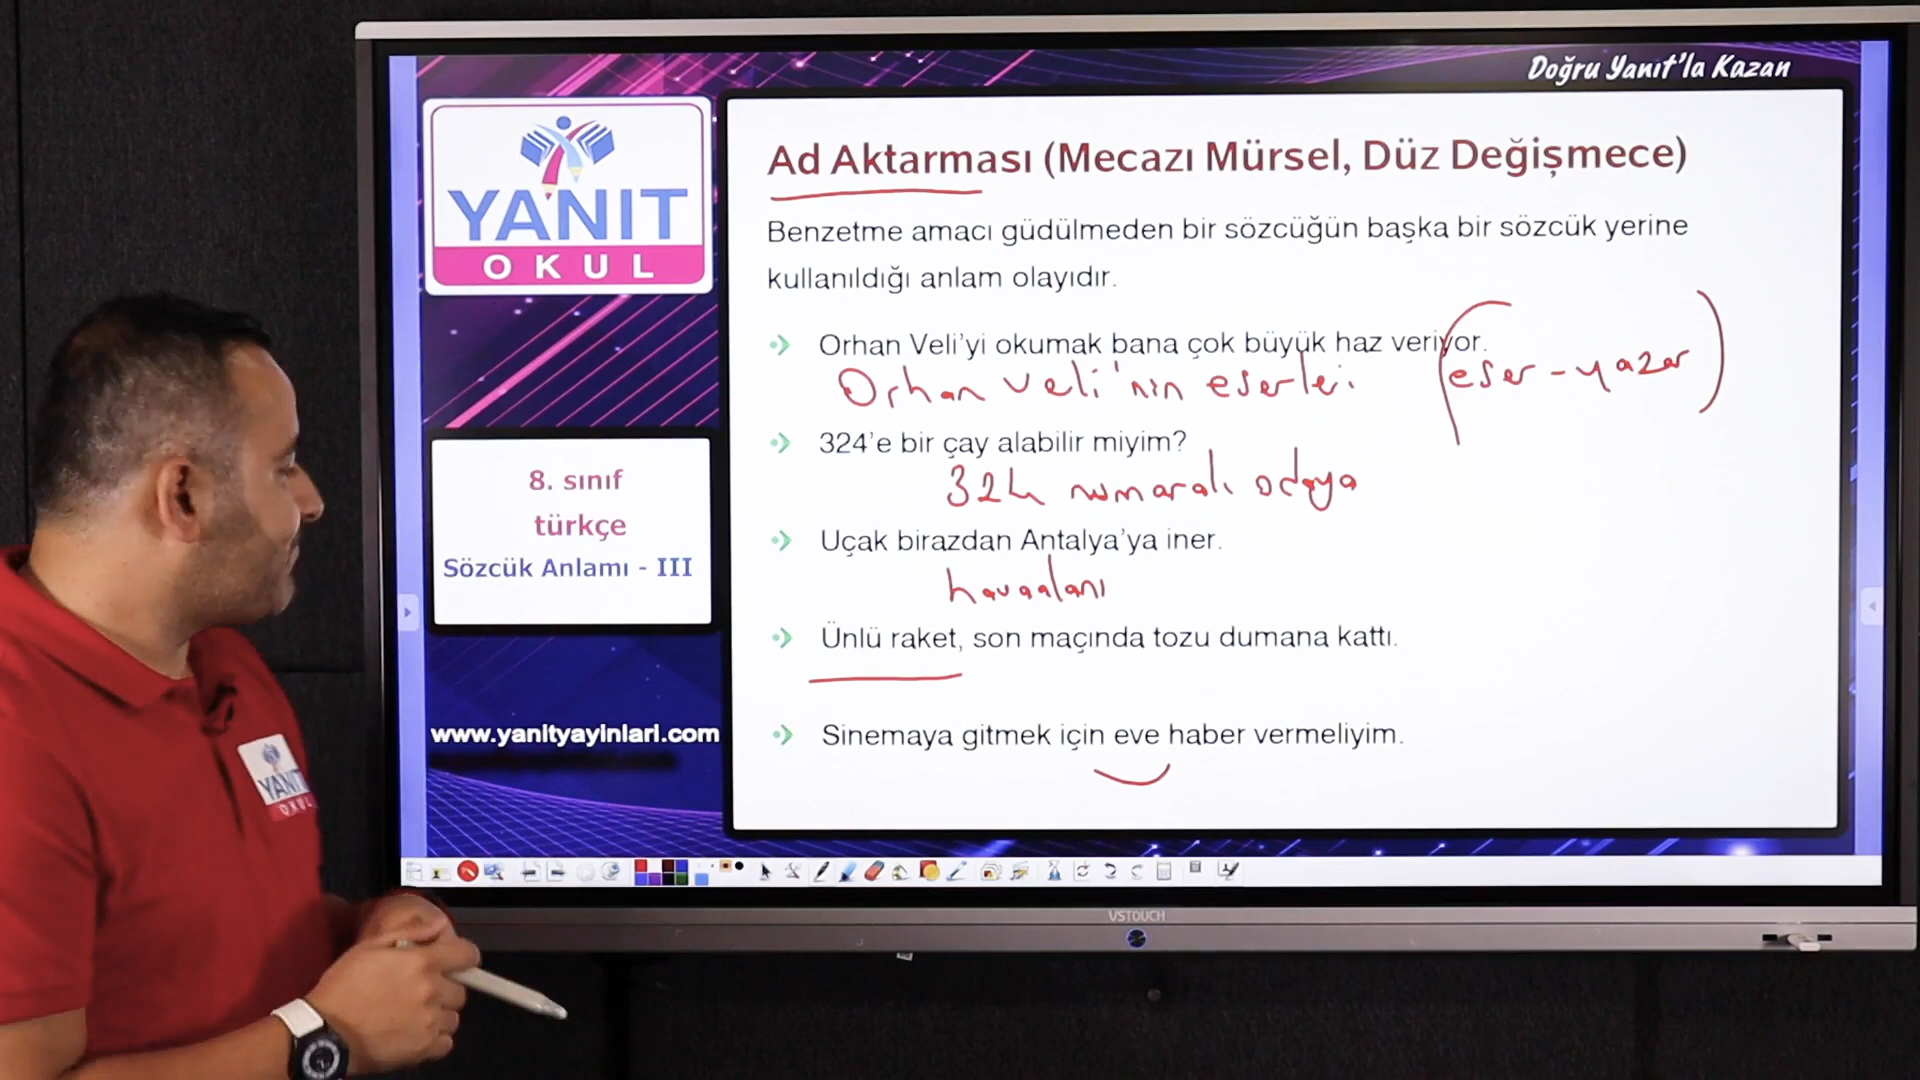 Doğru Yanıt'la Kazan
YANIT
OKUL
8. sınıf
türkçe
Sözcük Anlamı - III
www.yanityayinlari.com
Ad Aktarması (Mecazı Mürsel, Düz Değişmece)
Benzetme amacı güdülmeden bir sözcüğün başka bir sözcük yerine
kullanıldığı anlam olayıdır.
Orhan Veli'yi okumak bana çok büyük haz veriyor.
Orhan Veli'nin eserleri. (eser-yazar)
324'e bir çay alabilir miyim?
324 numaralı odaya
Uçak birazdan Antalya'ya iner.
havaalanı
Ünlü raket, son maçında tozu dumana kattı.
Sinemaya gitmek için eve haber vermeliyim.
YANIT
OKUL
VSTOUCH